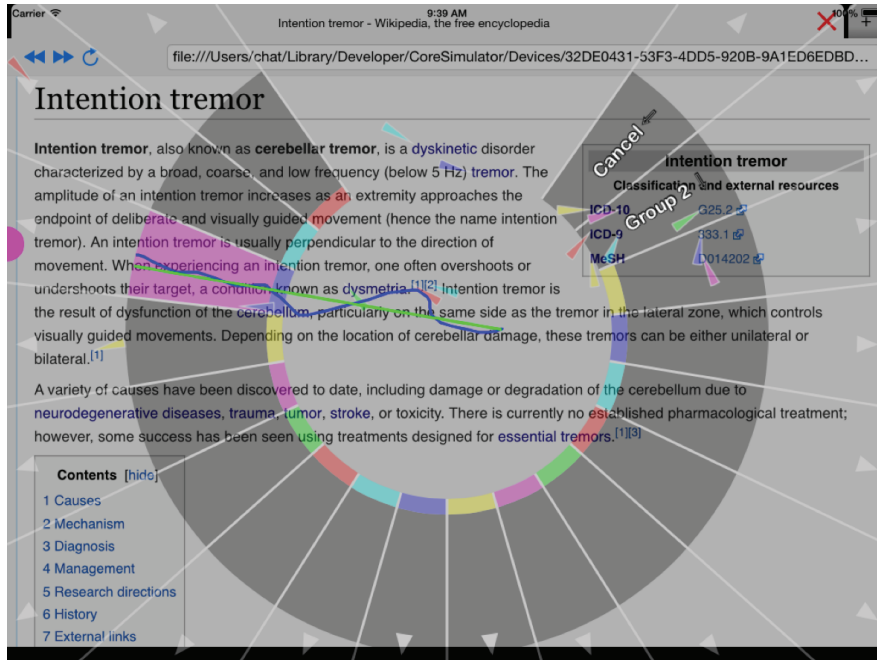 Carrier 9:39 AM 100%
Intention tremor - Wikipedia, the free encyclopedia
+
file:///Users/chat/Library/Developer/CoreSimulator/Devices/32DE0431-53F3-4DD5-920B-9A1ED6EDBD...
Intention tremor
Intention tremor, also known as cerebellar tremor, is a dyskinetic disorder
characterized by a broad, coarse, and low frequency (below 5 Hz) tremor. The
amplitude of an intention tremor increases as an extremity approaches the
endpoint of deliberate and visually guided movement (hence the name intention
tremor). An intention tremor is usually perpendicular to the direction of
movement. When experiencing an intention tremor, one often overshoots or
undershoots their target, a condition known as dysmetria.[1][2] Intention tremor is
the result of dysfunction of the cerebellum, particularly on the same side as the tremor in the lateral zone, which controls
visually guided movements. Depending on the location of cerebellar damage, these tremors can be either unilateral or
bilateral.[1]
Cancel
Group 2
Intention tremor
Classification and external resources
ICD-10 G25.2
ICD-9 333.1
MeSH D014202
A variety of causes have been discovered to date, including damage or degradation of the cerebellum due to
neurodegenerative diseases, trauma, tumor, stroke, or toxicity. There is currently no established pharmacological treatment;
however, some success has been seen using treatments designed for essential tremors.[1][3]
Contents [hide]
1 Causes
2 Mechanism
3 Diagnosis
4 Management
5 Research directions
6 History
7 External links